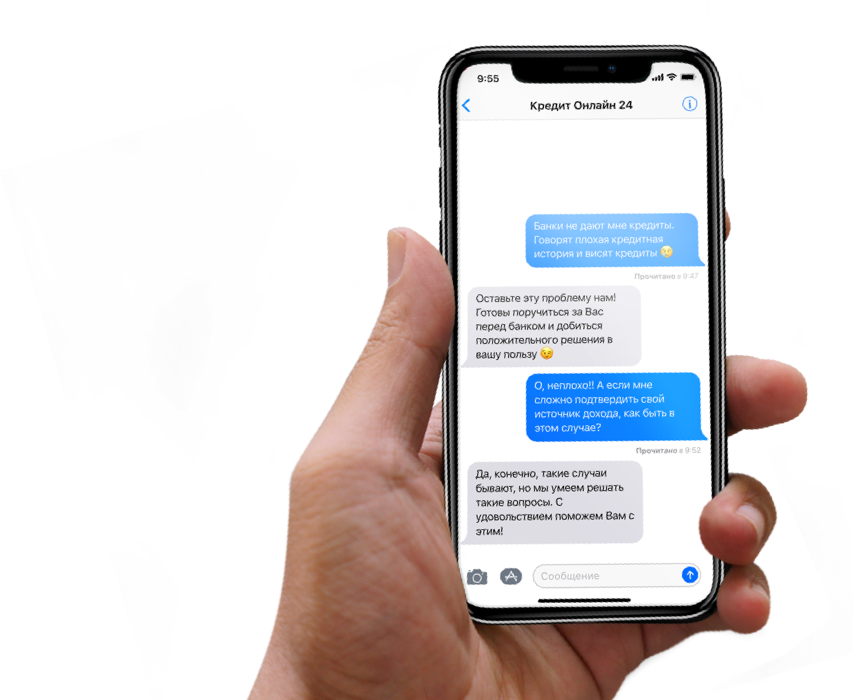 9:55
Кредит Онлайн 24
Банки не дают мне кредиты.
Говорят плохая кредитная
история и висят кредиты
Прочитано в 9:47
Оставьте эту проблему нам!
Готовы поручиться за Вас
перед банком и добиться
положительного решения в
вашу пользу
О, неплохо!! А если мне
сложно подтвердить свой
источник дохода, как быть в
этом случае?
Прочитано в 9:52
Да, конечно, такие случаи
бывают, но мы умеем решать
такие вопросы. С
удовольствием поможем Вам с
этим!
Сообщение